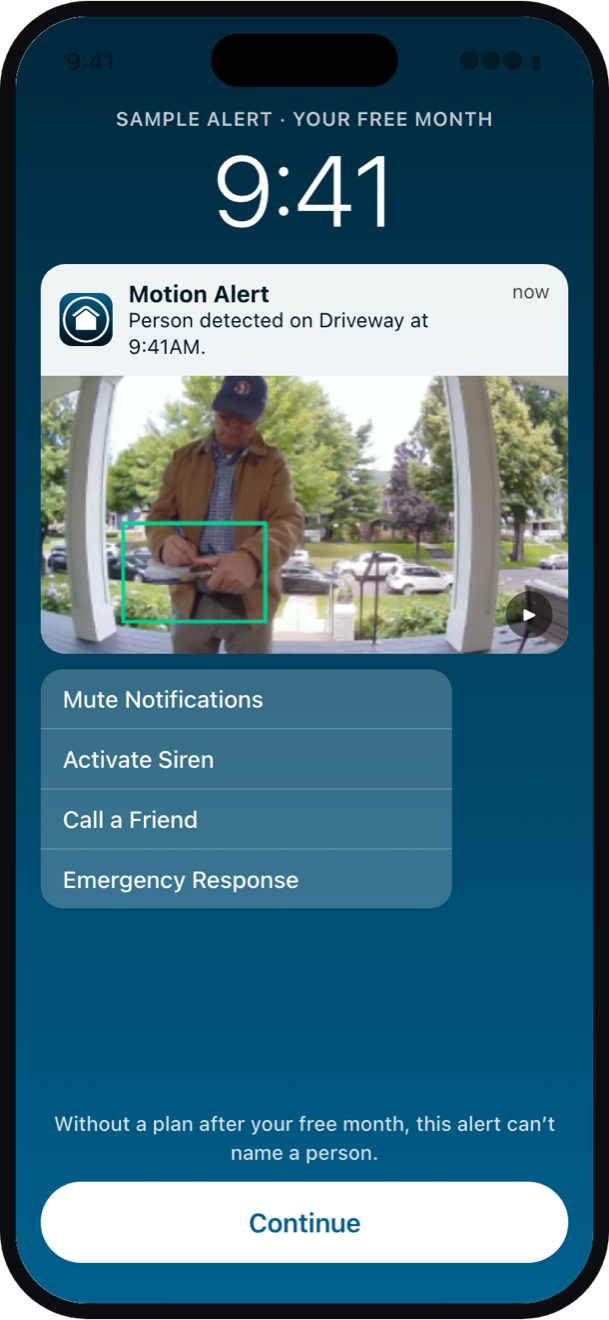 9:41
SAMPLE ALERT · YOUR FREE MONTH
9:41
Motion Alert
now
Person detected on Driveway at
9:41AM.
Mute Notifications
Activate Siren
Call a Friend
Emergency Response
Without a plan after your free month, this alert can’t
name a person.
Continue